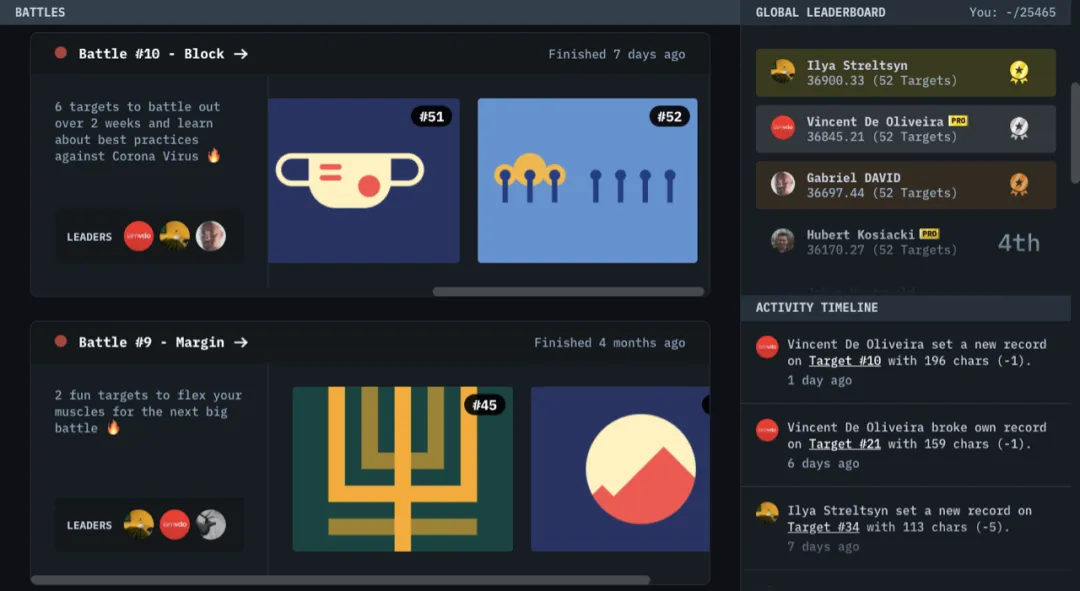 BATTLES
Battle #10 - Block →
Finished 7 days ago
6 targets to battle out
over 2 weeks and learn
about best practices
against Corona Virus 🔥
LEADERS
#51
#52
Battle #9 - Margin →
Finished 4 months ago
2 fun targets to flex your
muscles for the next big
battle 🔥
LEADERS
#45
GLOBAL LEADERBOARD
You: -/25465
Ilya Streltsyn
36900.33 (52 Targets)
Vincent De Oliveira PRO
36845.21 (52 Targets)
Gabriel DAVID
36697.44 (52 Targets)
Hubert Kosiacki PRO
36170.27 (52 Targets)
4th
ACTIVITY TIMELINE
Vincent De Oliveira set a new record
on Target #10 with 196 chars (-1).
1 day ago
Vincent De Oliveira broke own record
on Target #21 with 159 chars (-1).
6 days ago
Ilya Streltsyn set a new record on
Target #34 with 113 chars (-5).
7 days ago